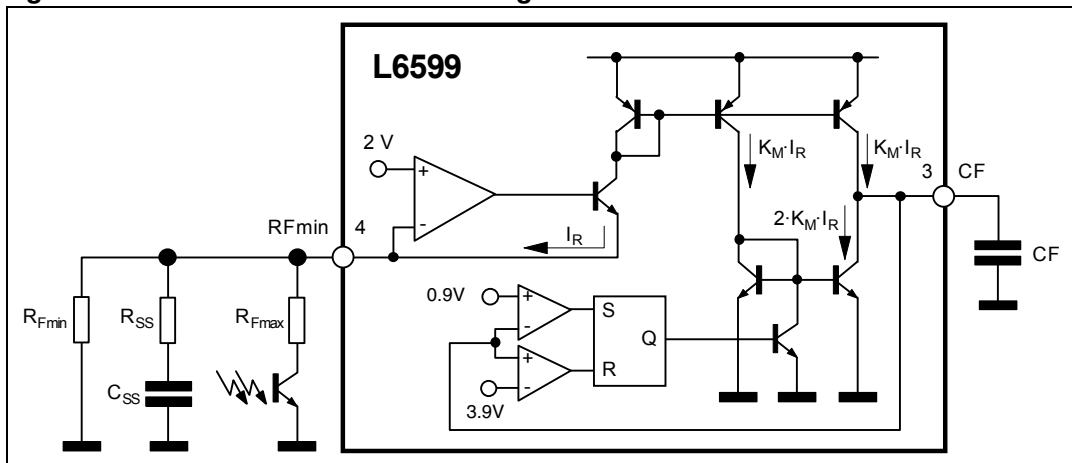 L6599
2 V
+
-
RFmin
4
I_R
K_M·I_R
K_M·I_R
3
CF
2·K_M·I_R
CF
R_Fmin
R_SS
R_Fmax
C_SS
0.9V
+
-
+
-
3.9V
S
R
Q